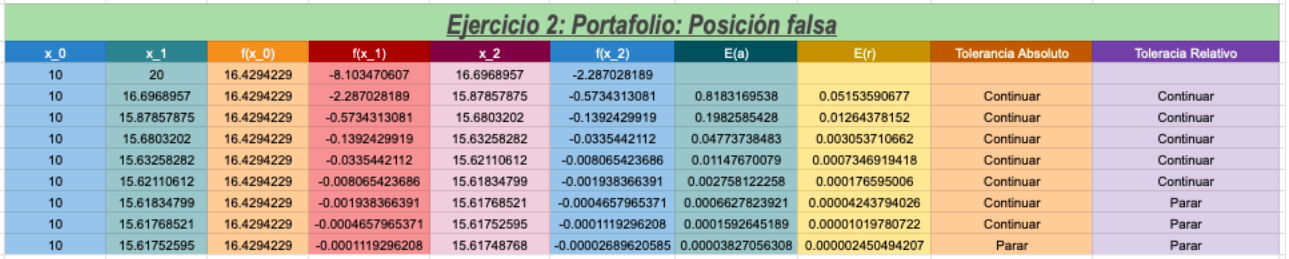 Ejercicio 2: Portafolio: Posición falsa
x_0 x_1 f(x_0) f(x_1) x_2 f(x_2) E(a) E(r) Tolerancia Absoluto Toleracia Relativo
10 20 16.4294229 -8.103470607 16.6968957 -2.287028189
10 16.6968957 16.4294229 -2.287028189 15.87857875 -0.5734313081 0.8183169538 0.05153590677 Continuar Continuar
10 15.87857875 16.4294229 -0.5734313081 15.6803202 -0.1392429919 0.1982585428 0.01264378152 Continuar Continuar
10 15.6803202 16.4294229 -0.1392429919 15.63258282 -0.0335442112 0.04773738483 0.003053710662 Continuar Continuar
10 15.63258282 16.4294229 -0.0335442112 15.62110612 -0.008065423686 0.01147670079 0.0007346919418 Continuar Continuar
10 15.62110612 16.4294229 -0.008065423686 15.61834799 -0.001938366391 0.002758122258 0.000176595006 Continuar Continuar
10 15.61834799 16.4294229 -0.001938366391 15.61768521 -0.0004657965371 0.0006627823921 0.00004243794026 Continuar Parar
10 15.61768521 16.4294229 -0.0004657965371 15.61752595 -0.0001119296208 0.0001592645189 0.00001019780722 Continuar Parar
10 15.61752595 16.4294229 -0.0001119296208 15.61748768 -0.00002689620585 0.00003827056308 0.000002450494207 Parar Parar